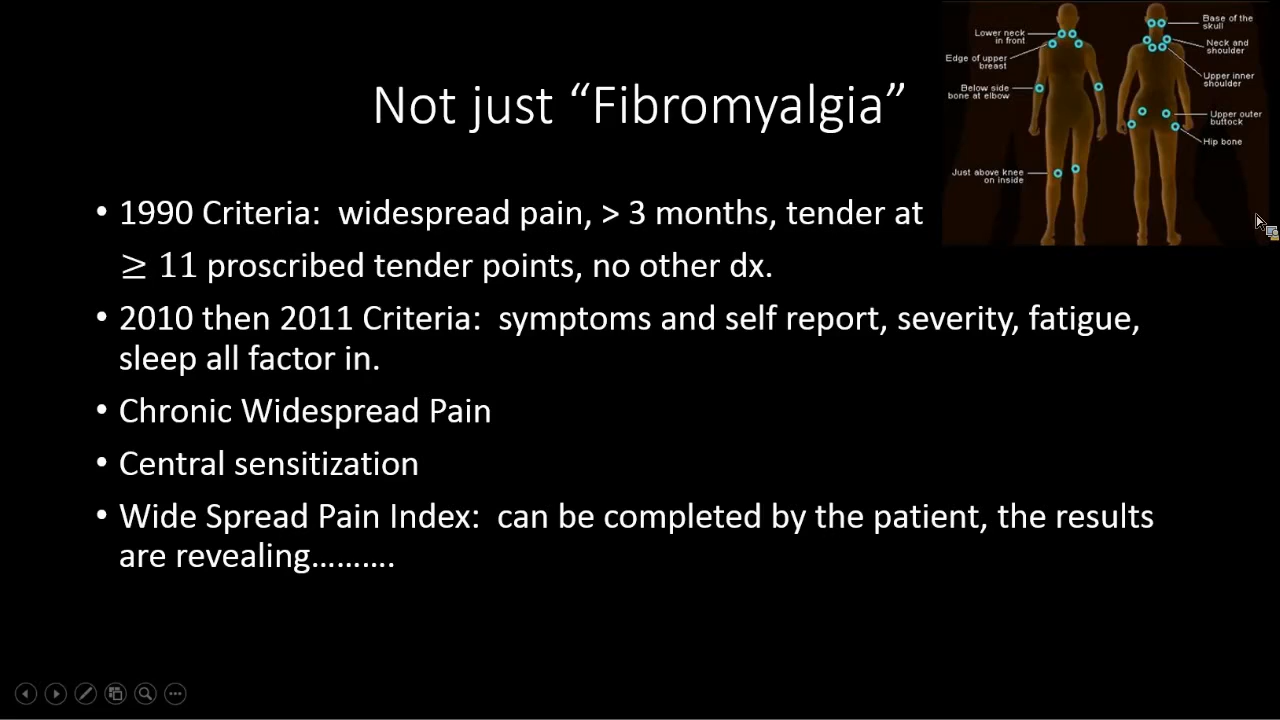 Not just “Fibromyalgia”
• 1990 Criteria:  widespread pain, > 3 months, tender at
≥ 11 proscribed tender points, no other dx.
• 2010 then 2011 Criteria:  symptoms and self report, severity, fatigue,
sleep all factor in.
• Chronic Widespread Pain
• Central sensitization
• Wide Spread Pain Index:  can be completed by the patient, the results
are revealing……….
Lower neck
in front
Edge of upper
breast
Below side
bone at elbow
Just above knee
on inside
Base of the
skull
Neck and
shoulder
Upper inner
shoulder
Upper outer
buttock
Hip bone